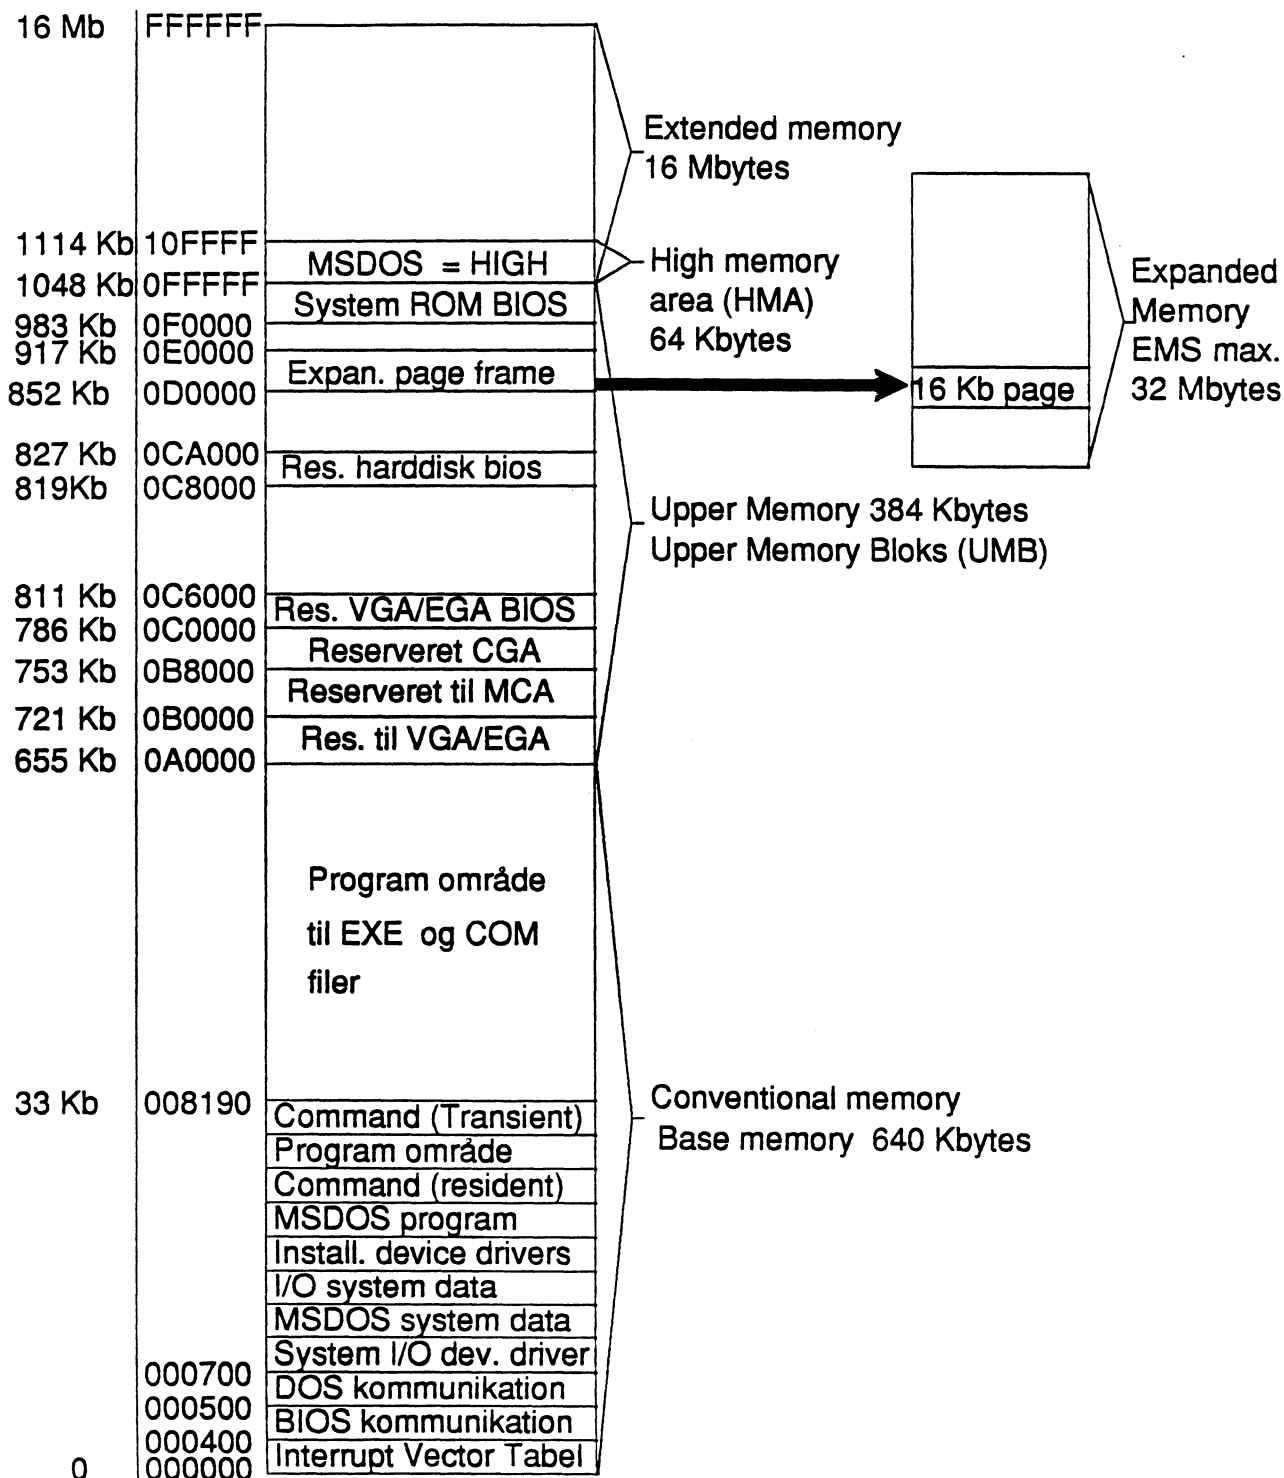 16 Mb FFFFFF
Extended memory
16 Mbytes
1114 Kb 10FFFF
MSDOS = HIGH
High memory
area (HMA)
64 Kbytes
1048 Kb 0FFFFF
System ROM BIOS
983 Kb 0F0000
917 Kb 0E0000
Expan. page frame
852 Kb 0D0000
16 Kb page
Expanded
Memory
EMS max.
32 Mbytes
827 Kb 0CA000
Res. harddisk bios
819Kb 0C8000
Upper Memory 384 Kbytes
Upper Memory Bloks (UMB)
811 Kb 0C6000
Res. VGA/EGA BIOS
786 Kb 0C0000
Reserveret CGA
753 Kb 0B8000
Reserveret til MCA
721 Kb 0B0000
Res. til VGA/EGA
655 Kb 0A0000
Program område
til EXE og COM
filer
33 Kb 008190
Command (Transient)
Program område
Command (resident)
MSDOS program
Install. device drivers
I/O system data
MSDOS system data
System I/O dev. driver
000700
DOS kommunikation
000500
BIOS kommunikation
000400
Interrupt Vector Tabel
0 000000
Conventional memory
Base memory 640 Kbytes